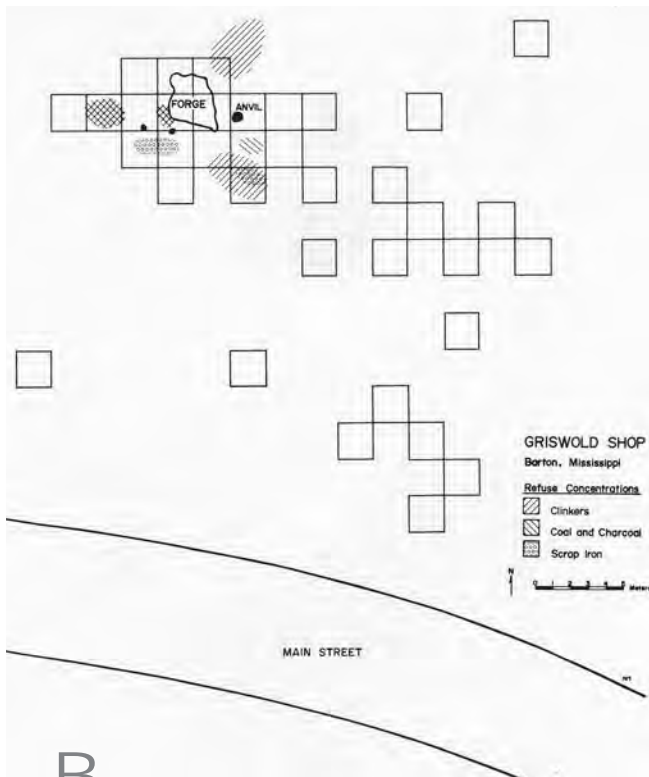 FORGE
ANVIL
GRISWOLD SHOP
Barton, Mississippi
Refuse Concentrations
Clinkers
Coal and Charcoal
Scrap Iron
N
0 1 2 3 4 5
Meters
MAIN STREET
B